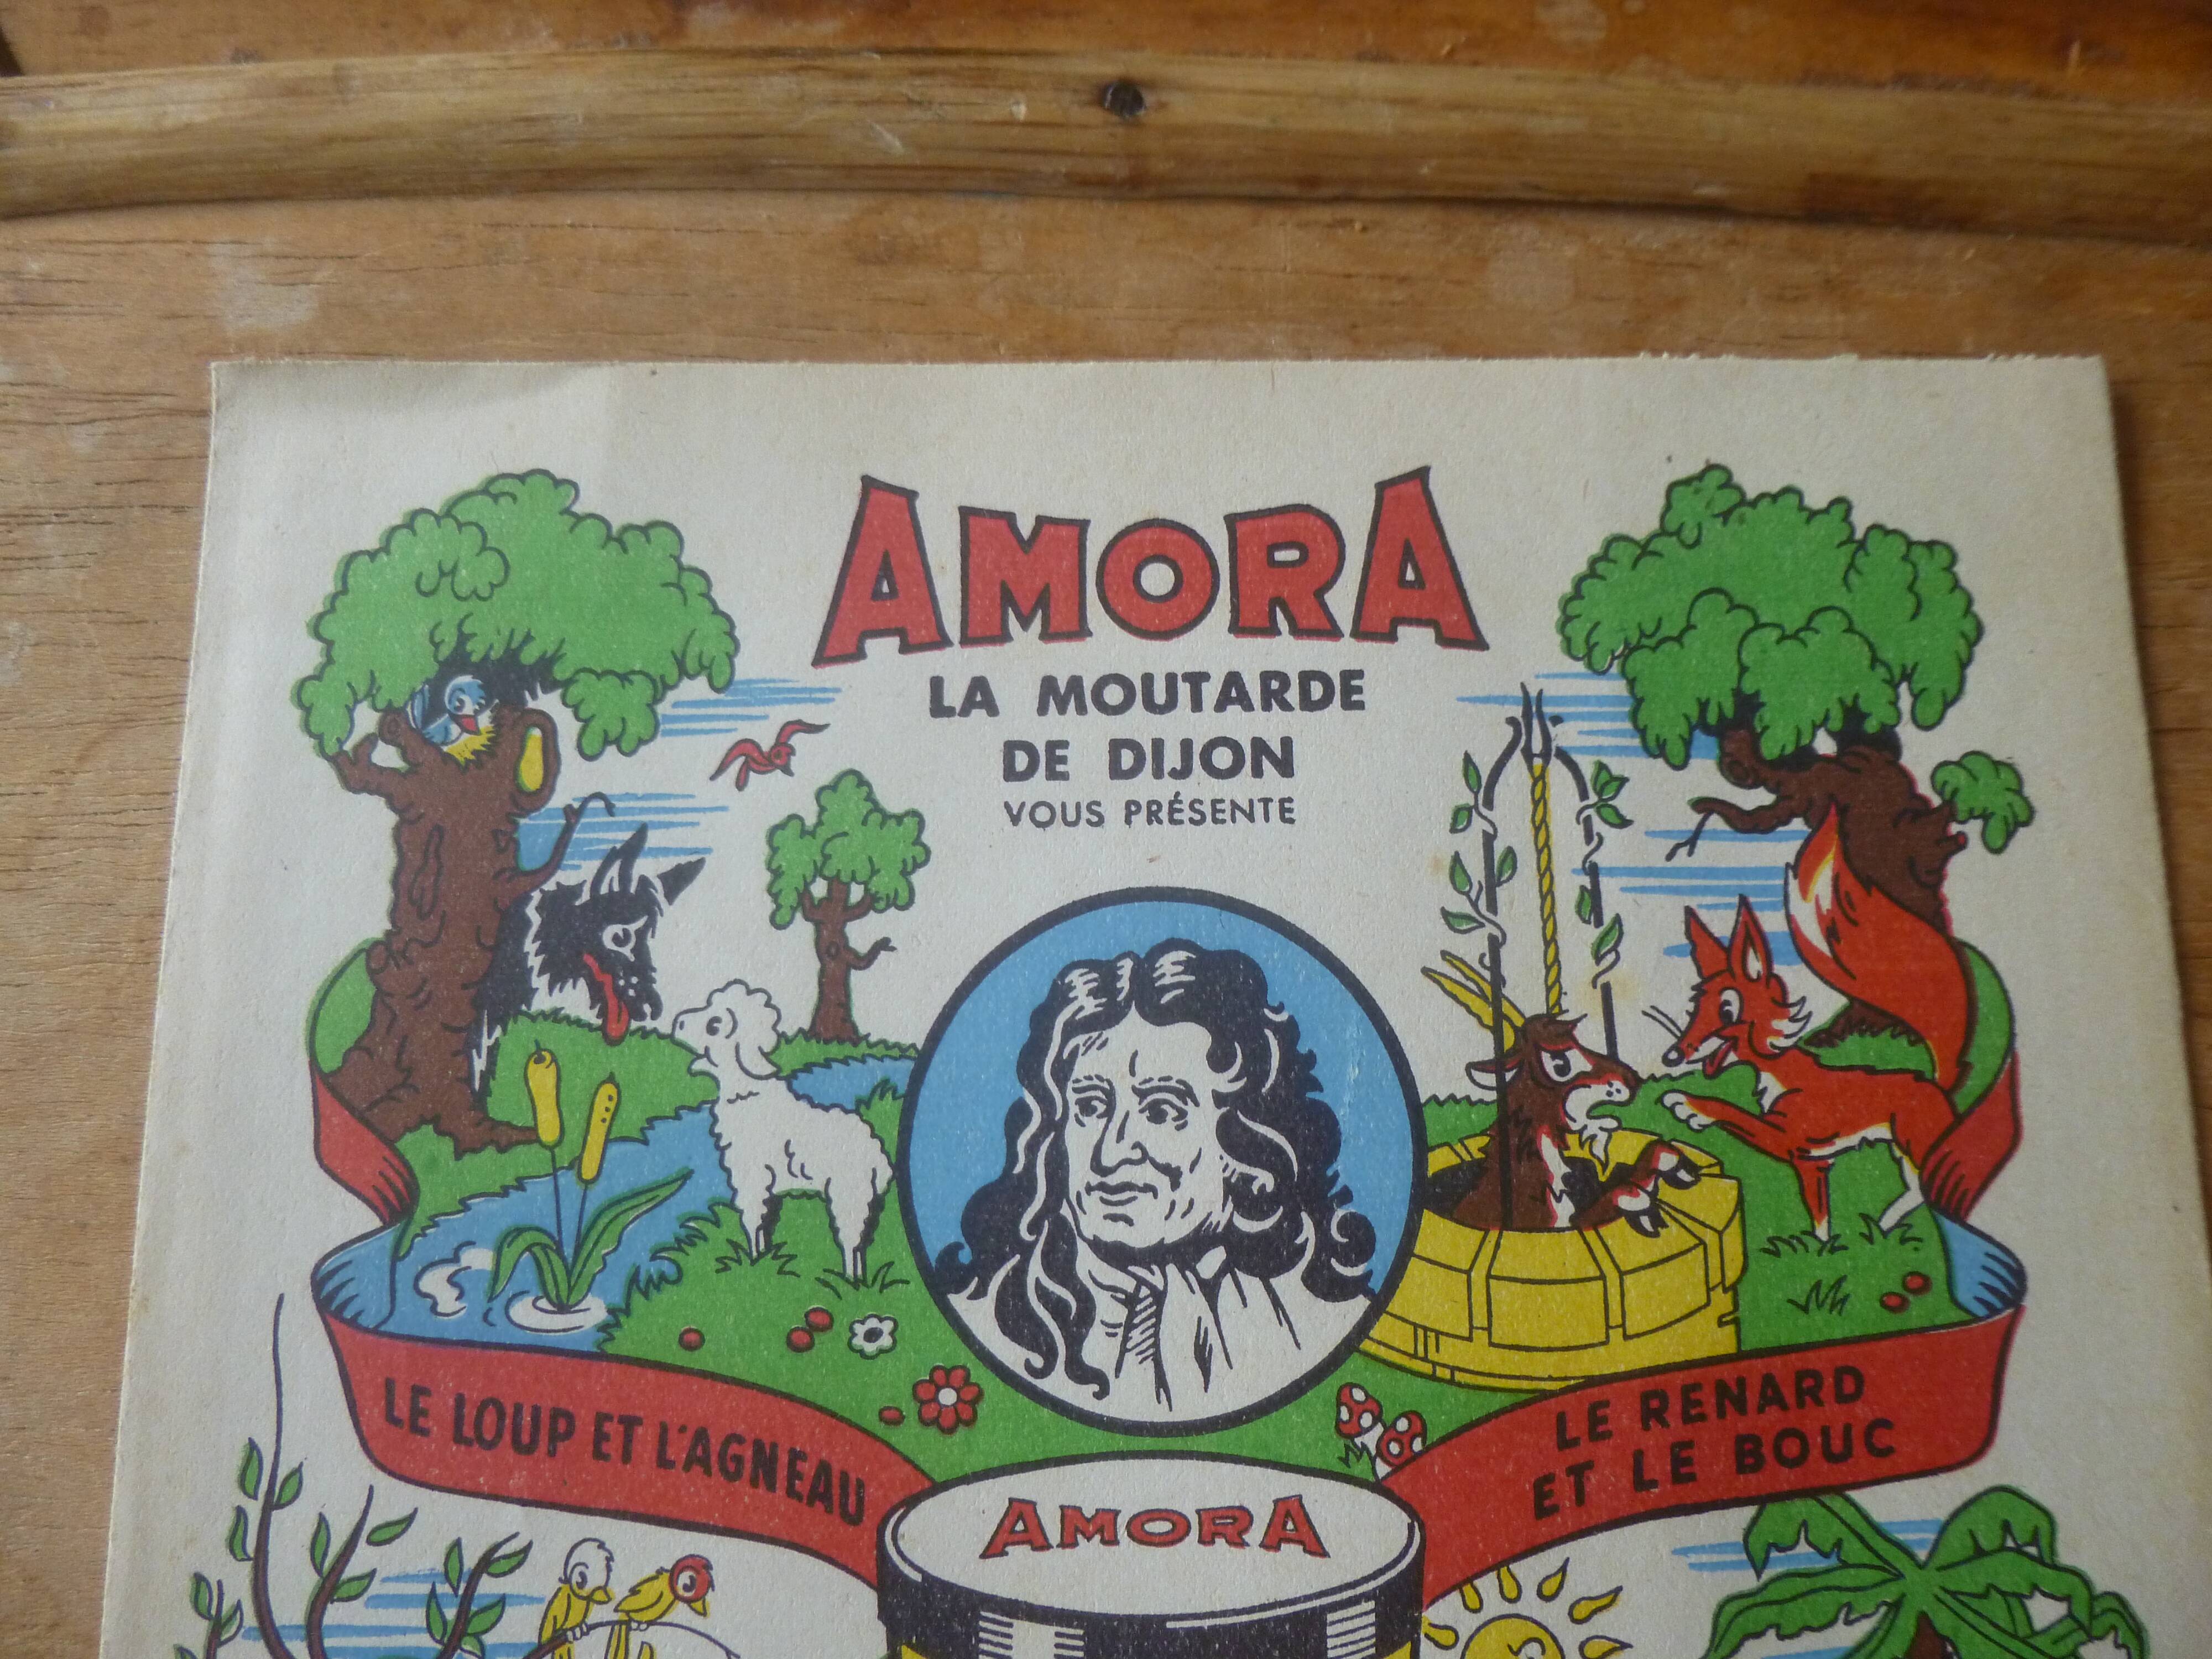 AMORA
LA MOUTARDE
DE DIJON
VOUS PRÉSENTE
LE LOUP ET L'AGNEAU
LE RENARD
ET LE BOUC
AMORA